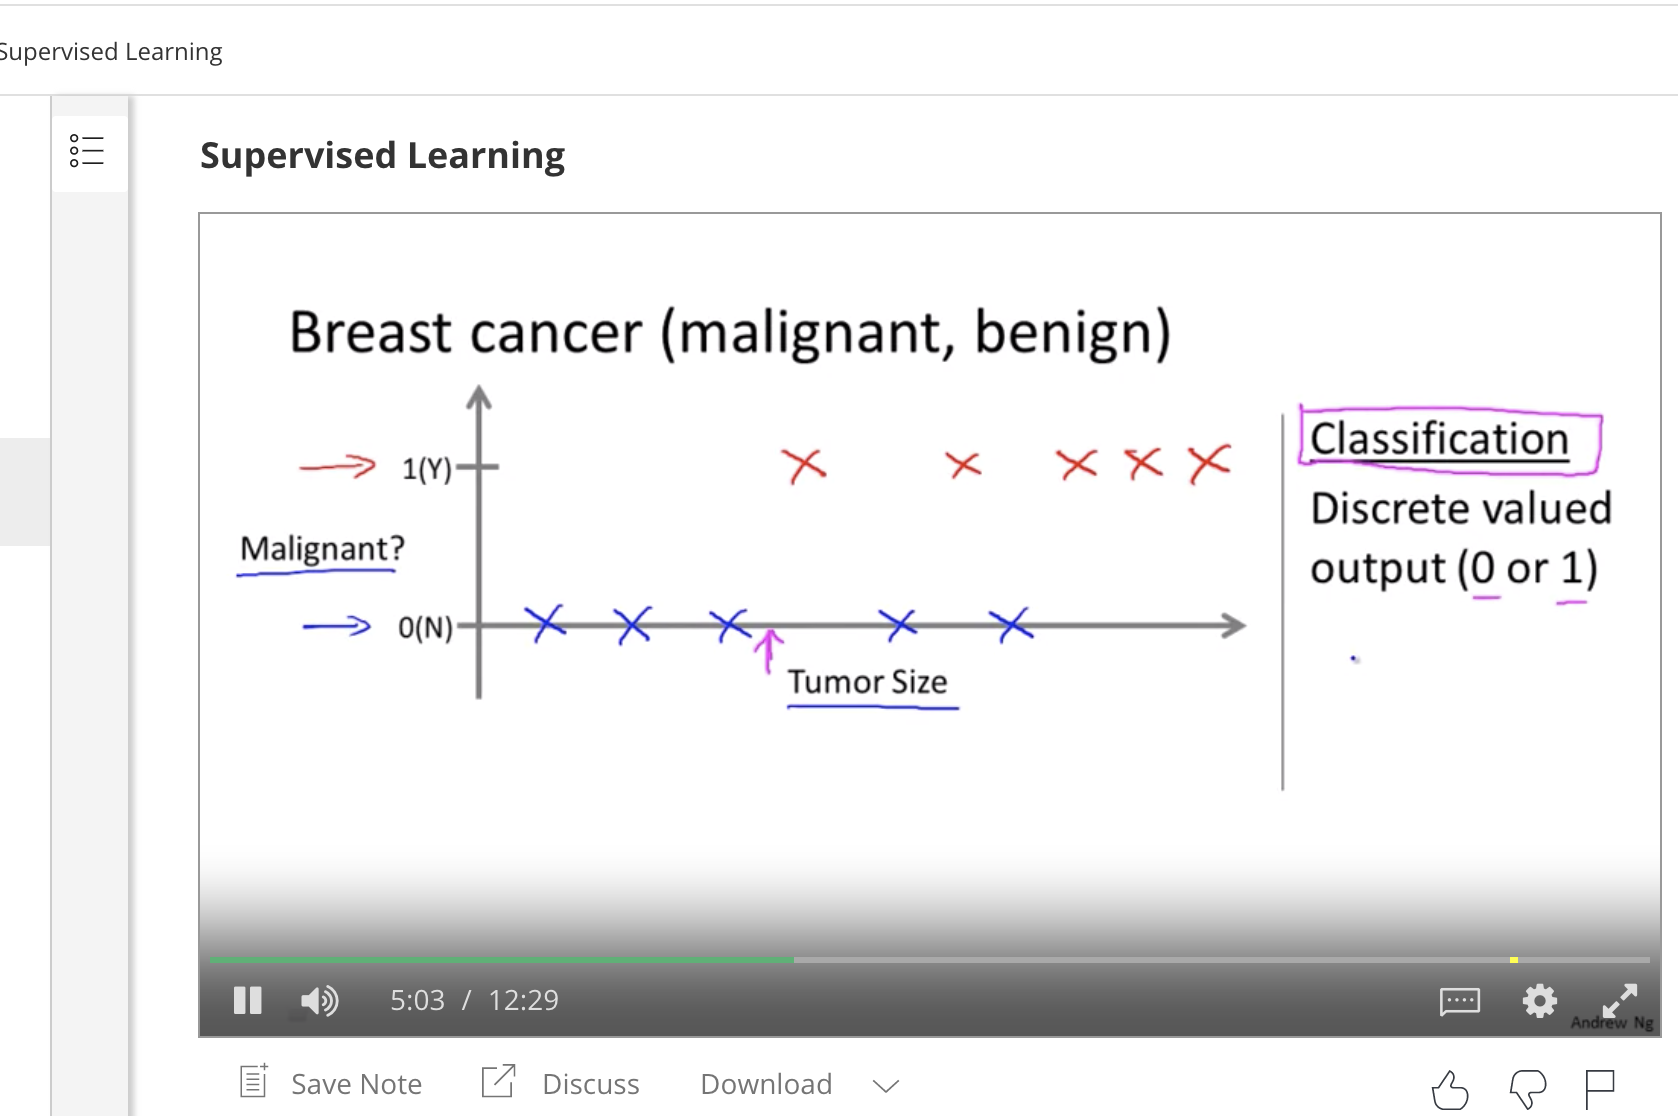 Supervised Learning
Supervised Learning
Breast cancer (malignant, benign)
1(Y)
Malignant?
0(N)
Tumor Size
Classification
Discrete valued
output (0 or 1)
5:03 / 12:29
Andrew Ng
Save Note
Discuss
Download